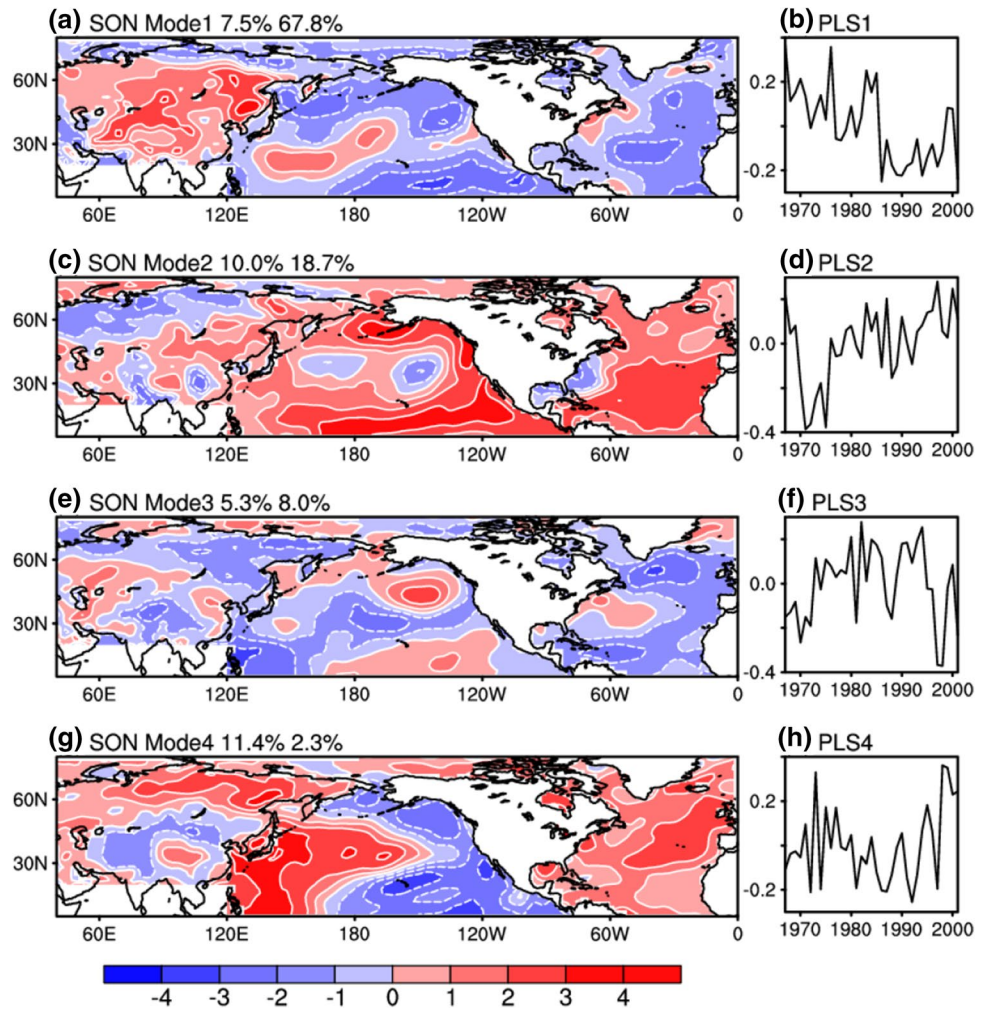 (a) SON Mode1 7.5% 67.8%
(b) PLS1
60N
30N
60E 120E 180 120W 60W 0
0.2
-0.2
1970 1980 1990 2000
(c) SON Mode2 10.0% 18.7%
(d) PLS2
60N
30N
60E 120E 180 120W 60W 0
0.0
-0.4
1970 1980 1990 2000
(e) SON Mode3 5.3% 8.0%
(f) PLS3
60N
30N
60E 120E 180 120W 60W 0
0.0
-0.4
1970 1980 1990 2000
(g) SON Mode4 11.4% 2.3%
(h) PLS4
60N
30N
60E 120E 180 120W 60W 0
0.2
-0.2
1970 1980 1990 2000
-4 -3 -2 -1 0 1 2 3 4